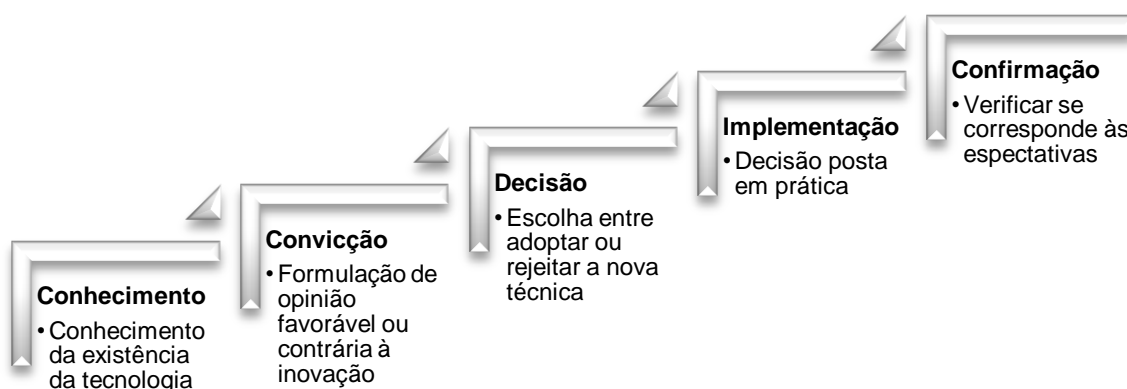 Conhecimento
• Conhecimento
da existência
da tecnologia
Convicção
• Formulação de
opinião
favorável ou
contrária à
inovação
Decisão
• Escolha entre
adoptar ou
rejeitar a nova
técnica
Implementação
• Decisão posta
em prática
Confirmação
• Verificar se
corresponde às
espectativas